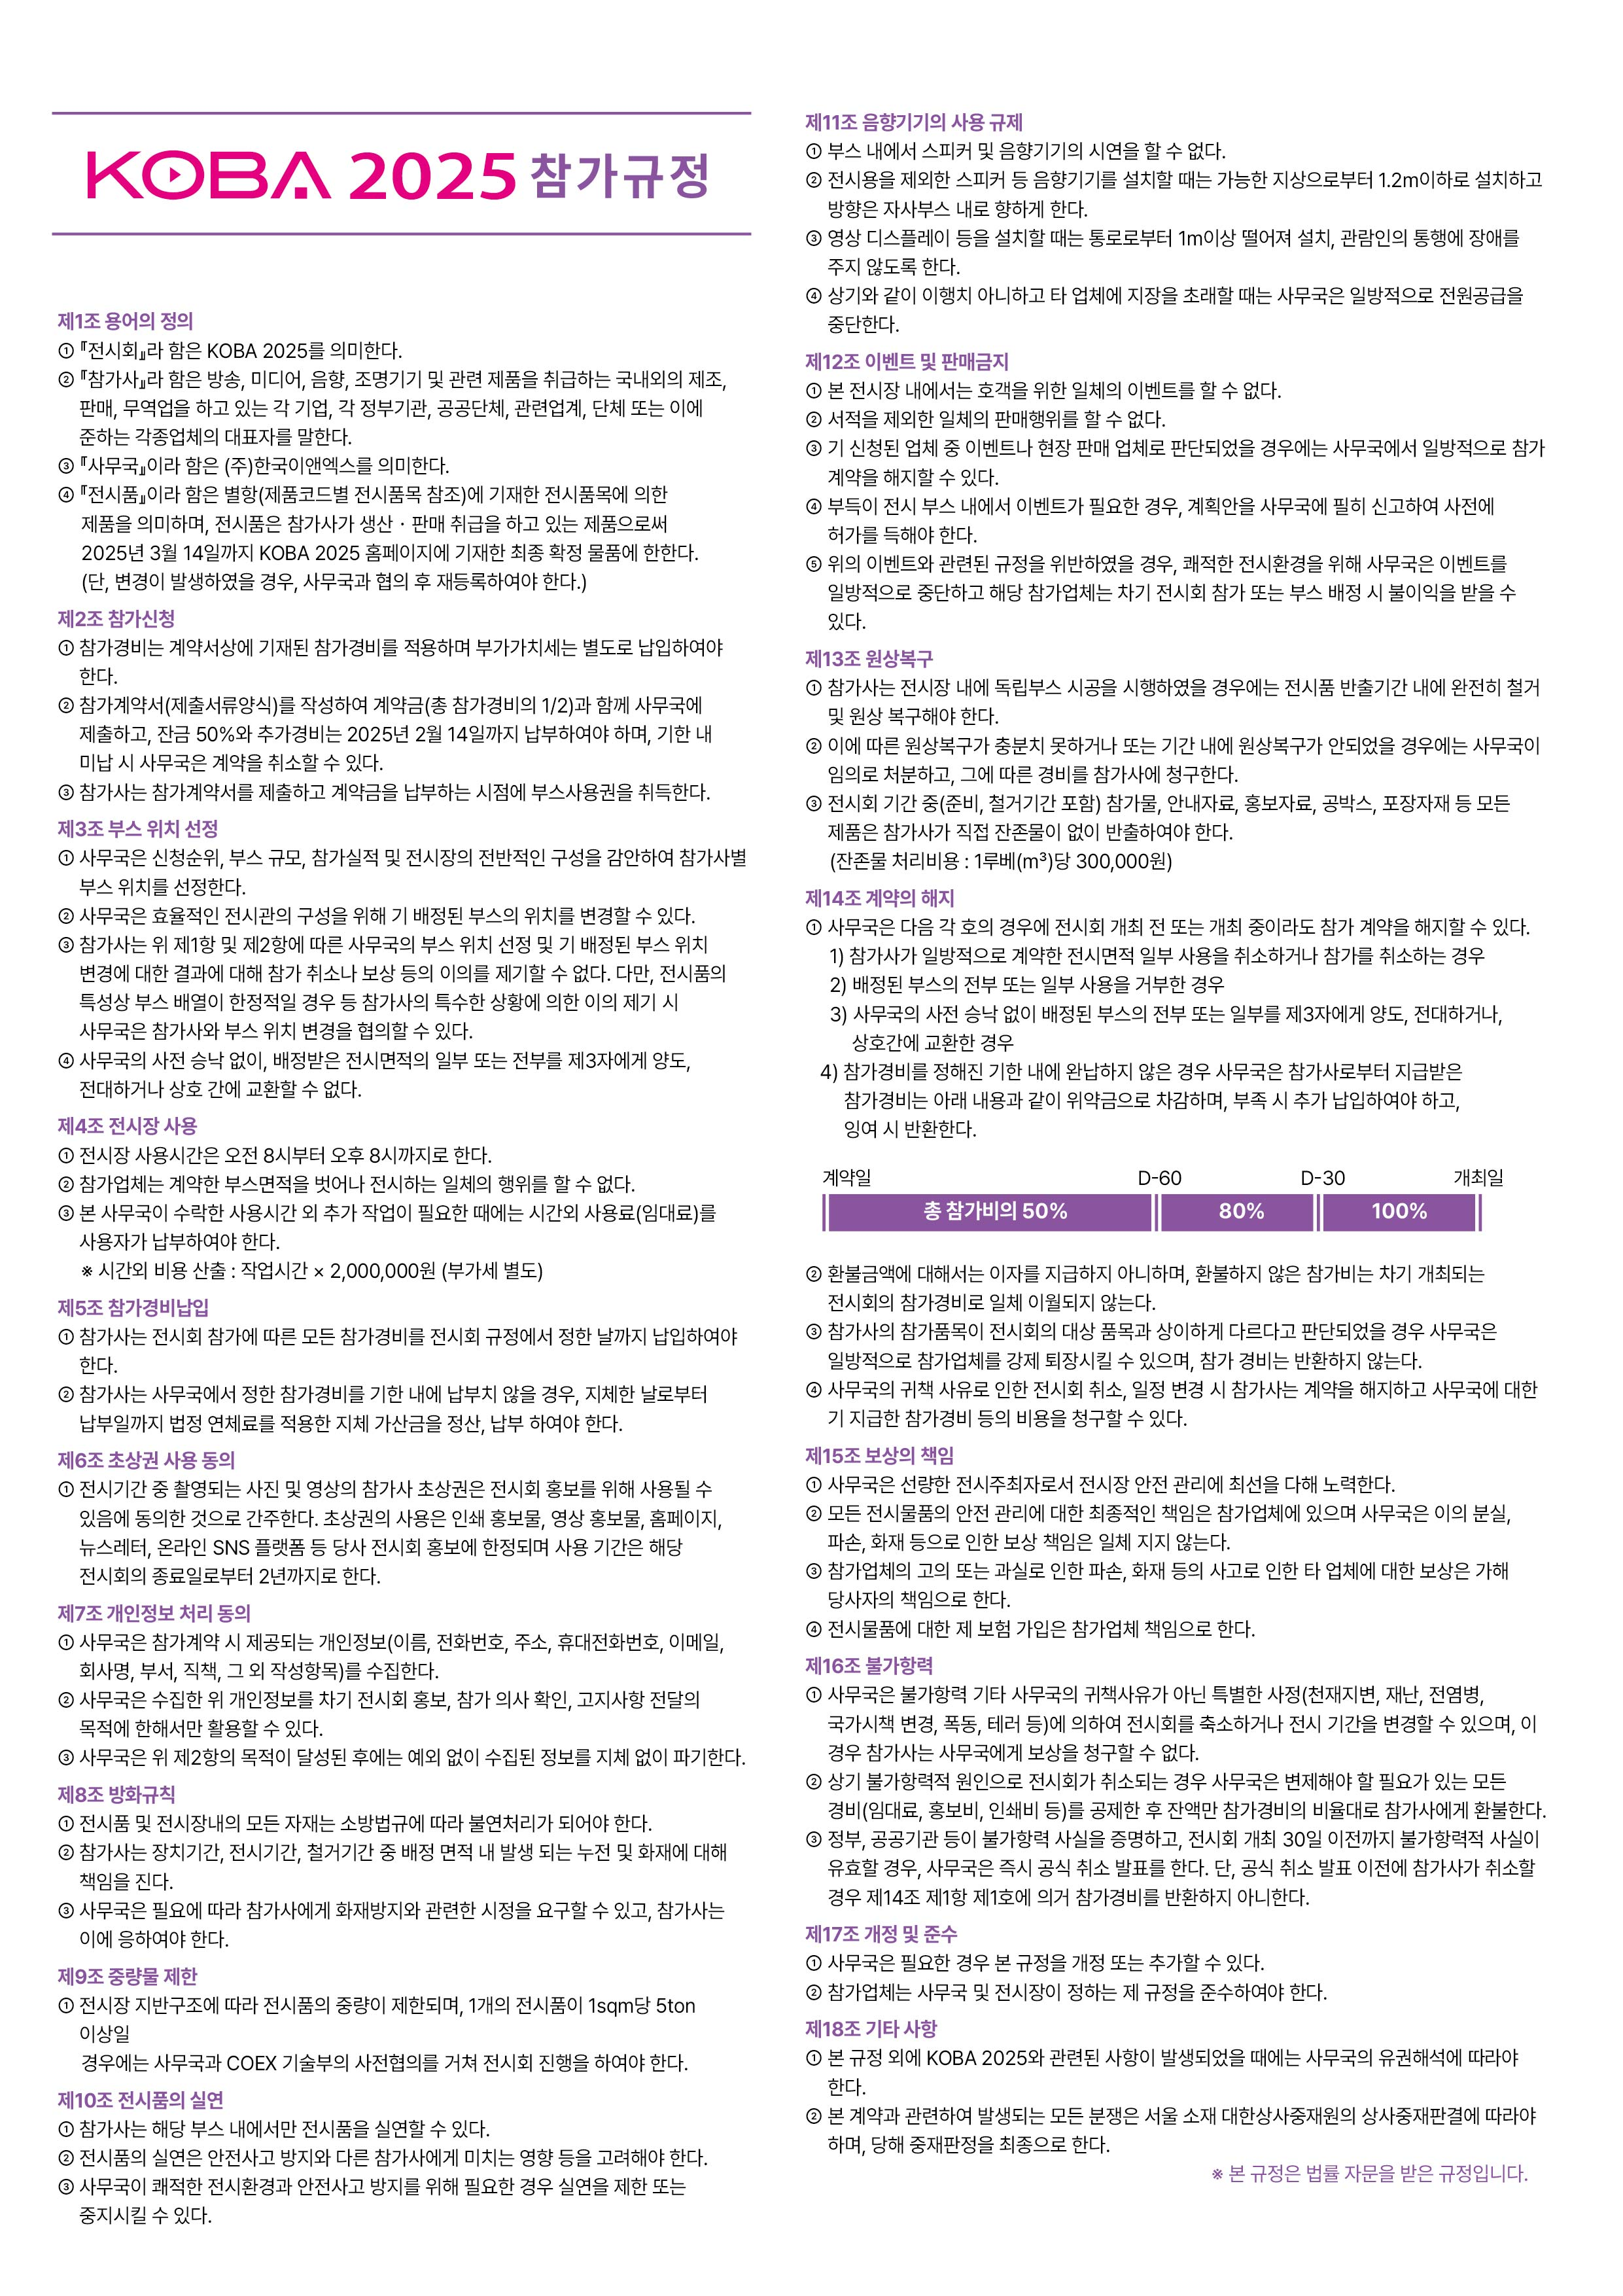 KOBA 2025 참가규정
제1조 용어의 정의
① 『전시회』라 함은 KOBA 2025를 의미한다.
② 『참가사』라 함은 방송, 미디어, 음향, 조명기기 및 관련 제품을 취급하는 국내외의 제조,
판매, 무역업을 하고 있는 각 기업, 각 정부기관, 공공단체, 관련업계, 단체 또는 이에
준하는 각종업체의 대표자를 말한다.
③ 『사무국』이라 함은 (주)한국이앤엑스를 의미한다.
④ 『전시품』이라 함은 별항(제품코드별 전시품목 참조)에 기재한 전시품목에 의한
제품을 의미하며, 전시품은 참가사가 생산 · 판매 취급을 하고 있는 제품으로써
2025년 3월 14일까지 KOBA 2025 홈페이지에 기재한 최종 확정 물품에 한한다.
(단, 변경이 발생하였을 경우, 사무국과 협의 후 재등록하여야 한다.)
제2조 참가신청
① 참가경비는 계약서상에 기재된 참가경비를 적용하며 부가가치세는 별도로 납입하여야
한다.
② 참가계약서(제출서류양식)를 작성하여 계약금(총 참가경비의 1/2)과 함께 사무국에
제출하고, 잔금 50%와 추가경비는 2025년 2월 14일까지 납부하여야 하며, 기한 내
미납 시 사무국은 계약을 취소할 수 있다.
③ 참가사는 참가계약서를 제출하고 계약금을 납부하는 시점에 부스사용권을 취득한다.
제3조 부스 위치 선정
① 사무국은 신청순위, 부스 규모, 참가실적 및 전시장의 전반적인 구성을 감안하여 참가사별
부스 위치를 선정한다.
② 사무국은 효율적인 전시관의 구성을 위해 기 배정된 부스의 위치를 변경할 수 있다.
③ 참가사는 위 제1항 및 제2항에 따른 사무국의 부스 위치 선정 및 기 배정된 부스 위치
변경에 대한 결과에 대해 참가 취소나 보상 등의 이의를 제기할 수 없다. 다만, 전시품의
특성상 부스 배열이 한정적일 경우 등 참가사의 특수한 상황에 의한 이의 제기 시
사무국은 참가사와 부스 위치 변경을 협의할 수 있다.
④ 사무국의 사전 승낙 없이, 배정받은 전시면적의 일부 또는 전부를 제3자에게 양도,
전대하거나 상호 간에 교환할 수 없다.
제4조 전시장 사용
① 전시장 사용시간은 오전 8시부터 오후 8시까지로 한다.
② 참가업체는 계약한 부스면적을 벗어나 전시하는 일체의 행위를 할 수 없다.
③ 본 사무국이 수락한 사용시간 외 추가 작업이 필요한 때에는 시간외 사용료(임대료)를
사용자가 납부하여야 한다.
※ 시간외 비용 산출 : 작업시간 × 2,000,000원 (부가세 별도)
제5조 참가경비납입
① 참가사는 전시회 참가에 따른 모든 참가경비를 전시회 규정에서 정한 날까지 납입하여야
한다.
② 참가사는 사무국에서 정한 참가경비를 기한 내에 납부치 않을 경우, 지체한 날로부터
납부일까지 법정 연체료를 적용한 지체 가산금을 정산, 납부 하여야 한다.
제6조 초상권 사용 동의
① 전시기간 중 촬영되는 사진 및 영상의 참가사 초상권은 전시회 홍보를 위해 사용될 수
있음에 동의한 것으로 간주한다. 초상권의 사용은 인쇄 홍보물, 영상 홍보물, 홈페이지,
뉴스레터, 온라인 SNS 플랫폼 등 당사 전시회 홍보에 한정되며 사용 기간은 해당
전시회의 종료일로부터 2년까지로 한다.
제7조 개인정보 처리 동의
① 사무국은 참가계약 시 제공되는 개인정보(이름, 전화번호, 주소, 휴대전화번호, 이메일,
회사명, 부서, 직책, 그 외 작성항목)를 수집한다.
② 사무국은 수집한 위 개인정보를 차기 전시회 홍보, 참가 의사 확인, 고지사항 전달의
목적에 한해서만 활용할 수 있다.
③ 사무국은 위 제2항의 목적이 달성된 후에는 예외 없이 수집된 정보를 지체 없이 파기한다.
제8조 방화규칙
① 전시품 및 전시장내의 모든 자재는 소방법규에 따라 불연처리가 되어야 한다.
② 참가사는 장치기간, 전시기간, 철거기간 중 배정 면적 내 발생 되는 누전 및 화재에 대해
책임을 진다.
③ 사무국은 필요에 따라 참가사에게 화재방지와 관련한 시정을 요구할 수 있고, 참가사는
이에 응하여야 한다.
제9조 중량물 제한
① 전시장 지반구조에 따라 전시품의 중량이 제한되며, 1개의 전시품이 1sqm당 5ton
이상일
경우에는 사무국과 COEX 기술부의 사전협의를 거쳐 전시회 진행을 하여야 한다.
제10조 전시품의 실연
① 참가사는 해당 부스 내에서만 전시품을 실연할 수 있다.
② 전시품의 실연은 안전사고 방지와 다른 참가사에게 미치는 영향 등을 고려해야 한다.
③ 사무국이 쾌적한 전시환경과 안전사고 방지를 위해 필요한 경우 실연을 제한 또는
중지시킬 수 있다.
제11조 음향기기의 사용 규제
① 부스 내에서 스피커 및 음향기기의 시연을 할 수 없다.
② 전시용을 제외한 스피커 등 음향기기를 설치할 때는 가능한 지상으로부터 1.2m이하로 설치하고
방향은 자사부스 내로 향하게 한다.
③ 영상 디스플레이 등을 설치할 때는 통로로부터 1m이상 떨어져 설치, 관람인의 통행에 장애를
주지 않도록 한다.
④ 상기와 같이 이행치 아니하고 타 업체에 지장을 초래할 때는 사무국은 일방적으로 전원공급을
중단한다.
제12조 이벤트 및 판매금지
① 본 전시장 내에서는 호객을 위한 일체의 이벤트를 할 수 없다.
② 서적을 제외한 일체의 판매행위를 할 수 없다.
③ 기 신청된 업체 중 이벤트나 현장 판매 업체로 판단되었을 경우에는 사무국에서 일방적으로 참가
계약을 해지할 수 있다.
④ 부득이 전시 부스 내에서 이벤트가 필요한 경우, 계획안을 사무국에 필히 신고하여 사전에
허가를 득해야 한다.
⑤ 위의 이벤트와 관련된 규정을 위반하였을 경우, 쾌적한 전시환경을 위해 사무국은 이벤트를
일방적으로 중단하고 해당 참가업체는 차기 전시회 참가 또는 부스 배정 시 불이익을 받을 수
있다.
제13조 원상복구
① 참가사는 전시장 내에 독립부스 시공을 시행하였을 경우에는 전시품 반출기간 내에 완전히 철거
및 원상 복구해야 한다.
② 이에 따른 원상복구가 충분치 못하거나 또는 기간 내에 원상복구가 안되었을 경우에는 사무국이
임의로 처분하고, 그에 따른 경비를 참가사에 청구한다.
③ 전시회 기간 중(준비, 철거기간 포함) 참가물, 안내자료, 홍보자료, 공박스, 포장자재 등 모든
제품은 참가사가 직접 잔존물이 없이 반출하여야 한다.
(잔존물 처리비용 : 1루베(m³)당 300,000원)
제14조 계약의 해지
① 사무국은 다음 각 호의 경우에 전시회 개최 전 또는 개최 중이라도 참가 계약을 해지할 수 있다.
1) 참가사가 일방적으로 계약한 전시면적 일부 사용을 취소하거나 참가를 취소하는 경우
2) 배정된 부스의 전부 또는 일부 사용을 거부한 경우
3) 사무국의 사전 승낙 없이 배정된 부스의 전부 또는 일부를 제3자에게 양도, 전대하거나,
상호간에 교환한 경우
4) 참가경비를 정해진 기한 내에 완납하지 않은 경우 사무국은 참가사로부터 지급받은
참가경비는 아래 내용과 같이 위약금으로 차감하며, 부족 시 추가 납입하여야 하고,
잉여 시 반환한다.
계약일 D-60 D-30 개최일
총 참가비의 50% 80% 100%
② 환불금액에 대해서는 이자를 지급하지 아니하며, 환불하지 않은 참가비는 차기 개최되는
전시회의 참가경비로 일체 이월되지 않는다.
③ 참가사의 참가품목이 전시회의 대상 품목과 상이하게 다르다고 판단되었을 경우 사무국은
일방적으로 참가업체를 강제 퇴장시킬 수 있으며, 참가 경비는 반환하지 않는다.
④ 사무국의 귀책 사유로 인한 전시회 취소, 일정 변경 시 참가사는 계약을 해지하고 사무국에 대한
기 지급한 참가경비 등의 비용을 청구할 수 있다.
제15조 보상의 책임
① 사무국은 선량한 전시주최자로서 전시장 안전 관리에 최선을 다해 노력한다.
② 모든 전시물품의 안전 관리에 대한 최종적인 책임은 참가업체에 있으며 사무국은 이의 분실,
파손, 화재 등으로 인한 보상 책임은 일체 지지 않는다.
③ 참가업체의 고의 또는 과실로 인한 파손, 화재 등의 사고로 인한 타 업체에 대한 보상은 가해
당사자의 책임으로 한다.
④ 전시물품에 대한 제 보험 가입은 참가업체 책임으로 한다.
제16조 불가항력
① 사무국은 불가항력 기타 사무국의 귀책사유가 아닌 특별한 사정(천재지변, 재난, 전염병,
국가시책 변경, 폭동, 테러 등)에 의하여 전시회를 축소하거나 전시 기간을 변경할 수 있으며, 이
경우 참가사는 사무국에게 보상을 청구할 수 없다.
② 상기 불가항력적 원인으로 전시회가 취소되는 경우 사무국은 변제해야 할 필요가 있는 모든
경비(임대료, 홍보비, 인쇄비 등)를 공제한 후 잔액만 참가경비의 비율대로 참가사에게 환불한다.
③ 정부, 공공기관 등이 불가항력 사실을 증명하고, 전시회 개최 30일 이전까지 불가항력적 사실이
유효할 경우, 사무국은 즉시 공식 취소 발표를 한다. 단, 공식 취소 발표 이전에 참가사가 취소할
경우 제14조 제1항 제1호에 의거 참가경비를 반환하지 아니한다.
제17조 개정 및 준수
① 사무국은 필요한 경우 본 규정을 개정 또는 추가할 수 있다.
② 참가업체는 사무국 및 전시장이 정하는 제 규정을 준수하여야 한다.
제18조 기타 사항
① 본 규정 외에 KOBA 2025와 관련된 사항이 발생되었을 때에는 사무국의 유권해석에 따라야
한다.
② 본 계약과 관련하여 발생되는 모든 분쟁은 서울 소재 대한상사중재원의 상사중재판결에 따라야
하며, 당해 중재판정을 최종으로 한다.
※ 본 규정은 법률 자문을 받은 규정입니다.